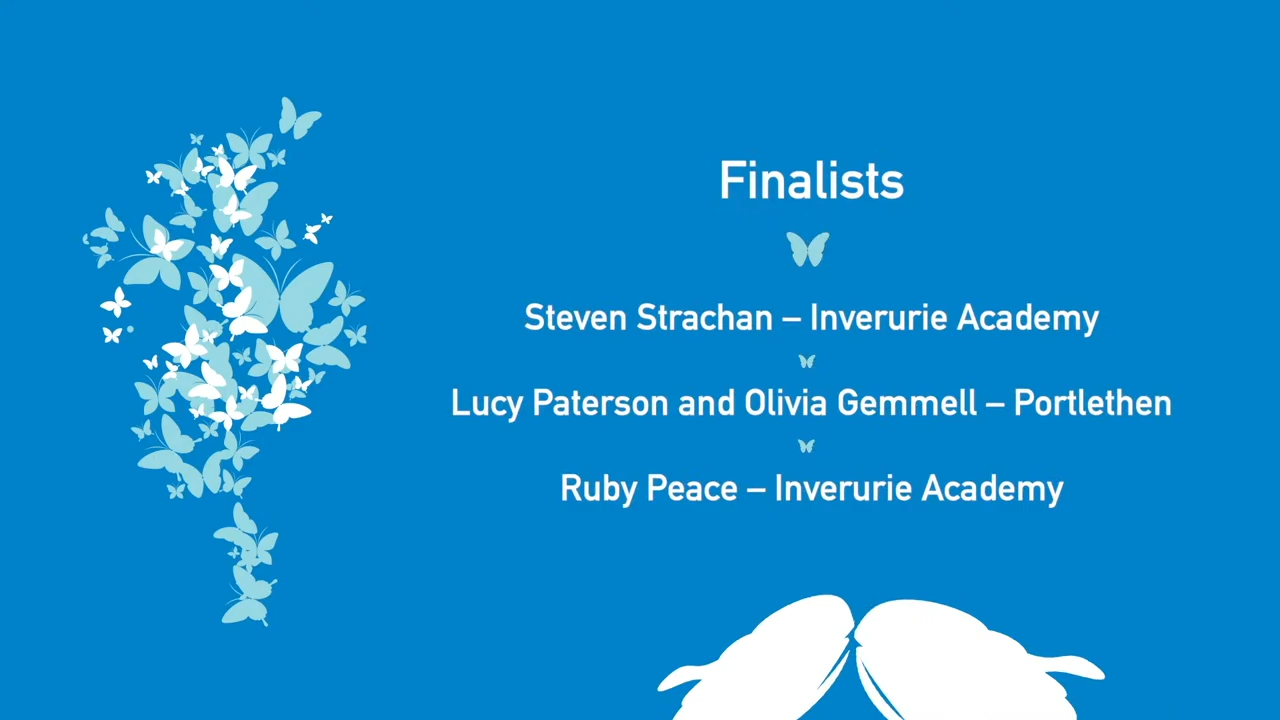 Finalists
Steven Strachan – Inverurie Academy
Lucy Paterson and Olivia Gemmell – Portlethen
Ruby Peace – Inverurie Academy